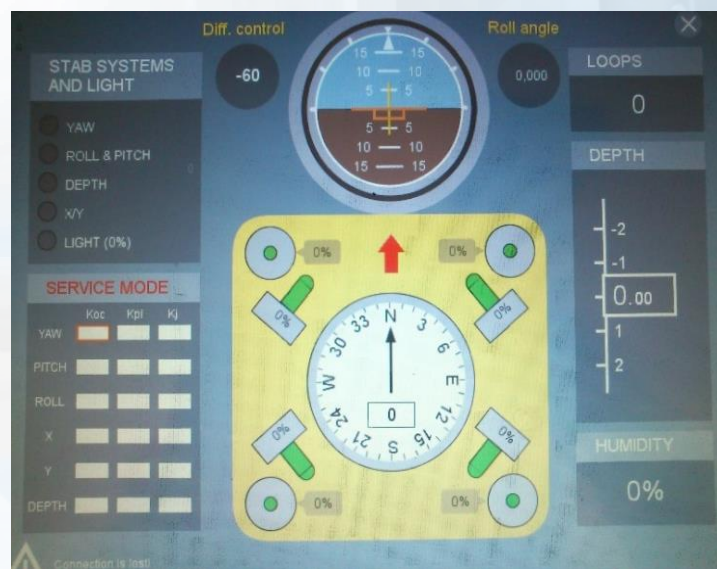 Diff. control
-60
Roll angle
0,000
STAB SYSTEMS
AND LIGHT
YAW
ROLL & PITCH
DEPTH
X/Y
LIGHT (0%)
15 15
10 10
5 5
5 5
10 10
15 15
LOOPS
0
DEPTH
-2
-1
0.00
1
2
SERVICE MODE
Koc Kpl Kj
YAW
PITCH
ROLL
X
Y
DEPTH
0%
0%
0%
0%
N
3
6
E
12
15
S
21
24
W
30
33
0
0%
0%
0%
0%
HUMIDITY
0%
Connection is lost!